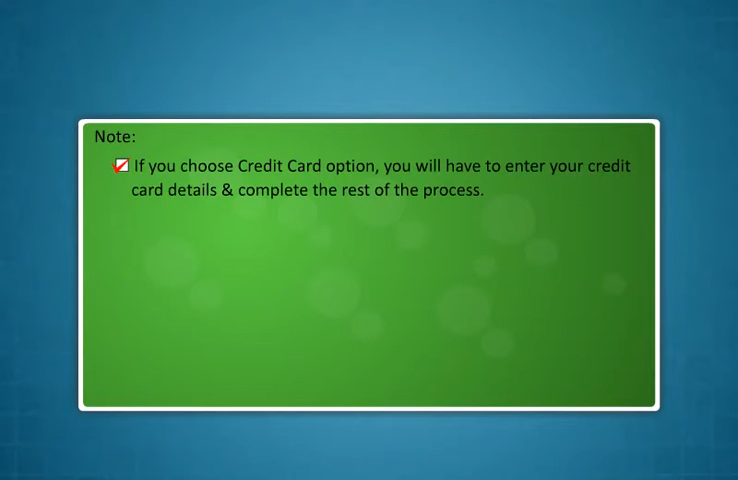 Note:
If you choose Credit Card option, you will have to enter your credit
card details & complete the rest of the process.